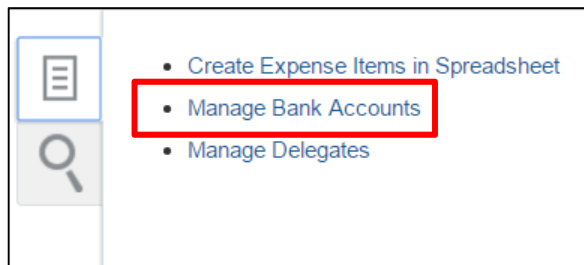 Create Expense Items in Spreadsheet
Manage Bank Accounts
Manage Delegates